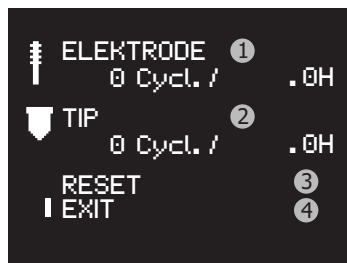 ELEKTRODE 1
0 Cycl. / .0H
TIP 2
0 Cycl. / .0H
RESET 3
EXIT 4